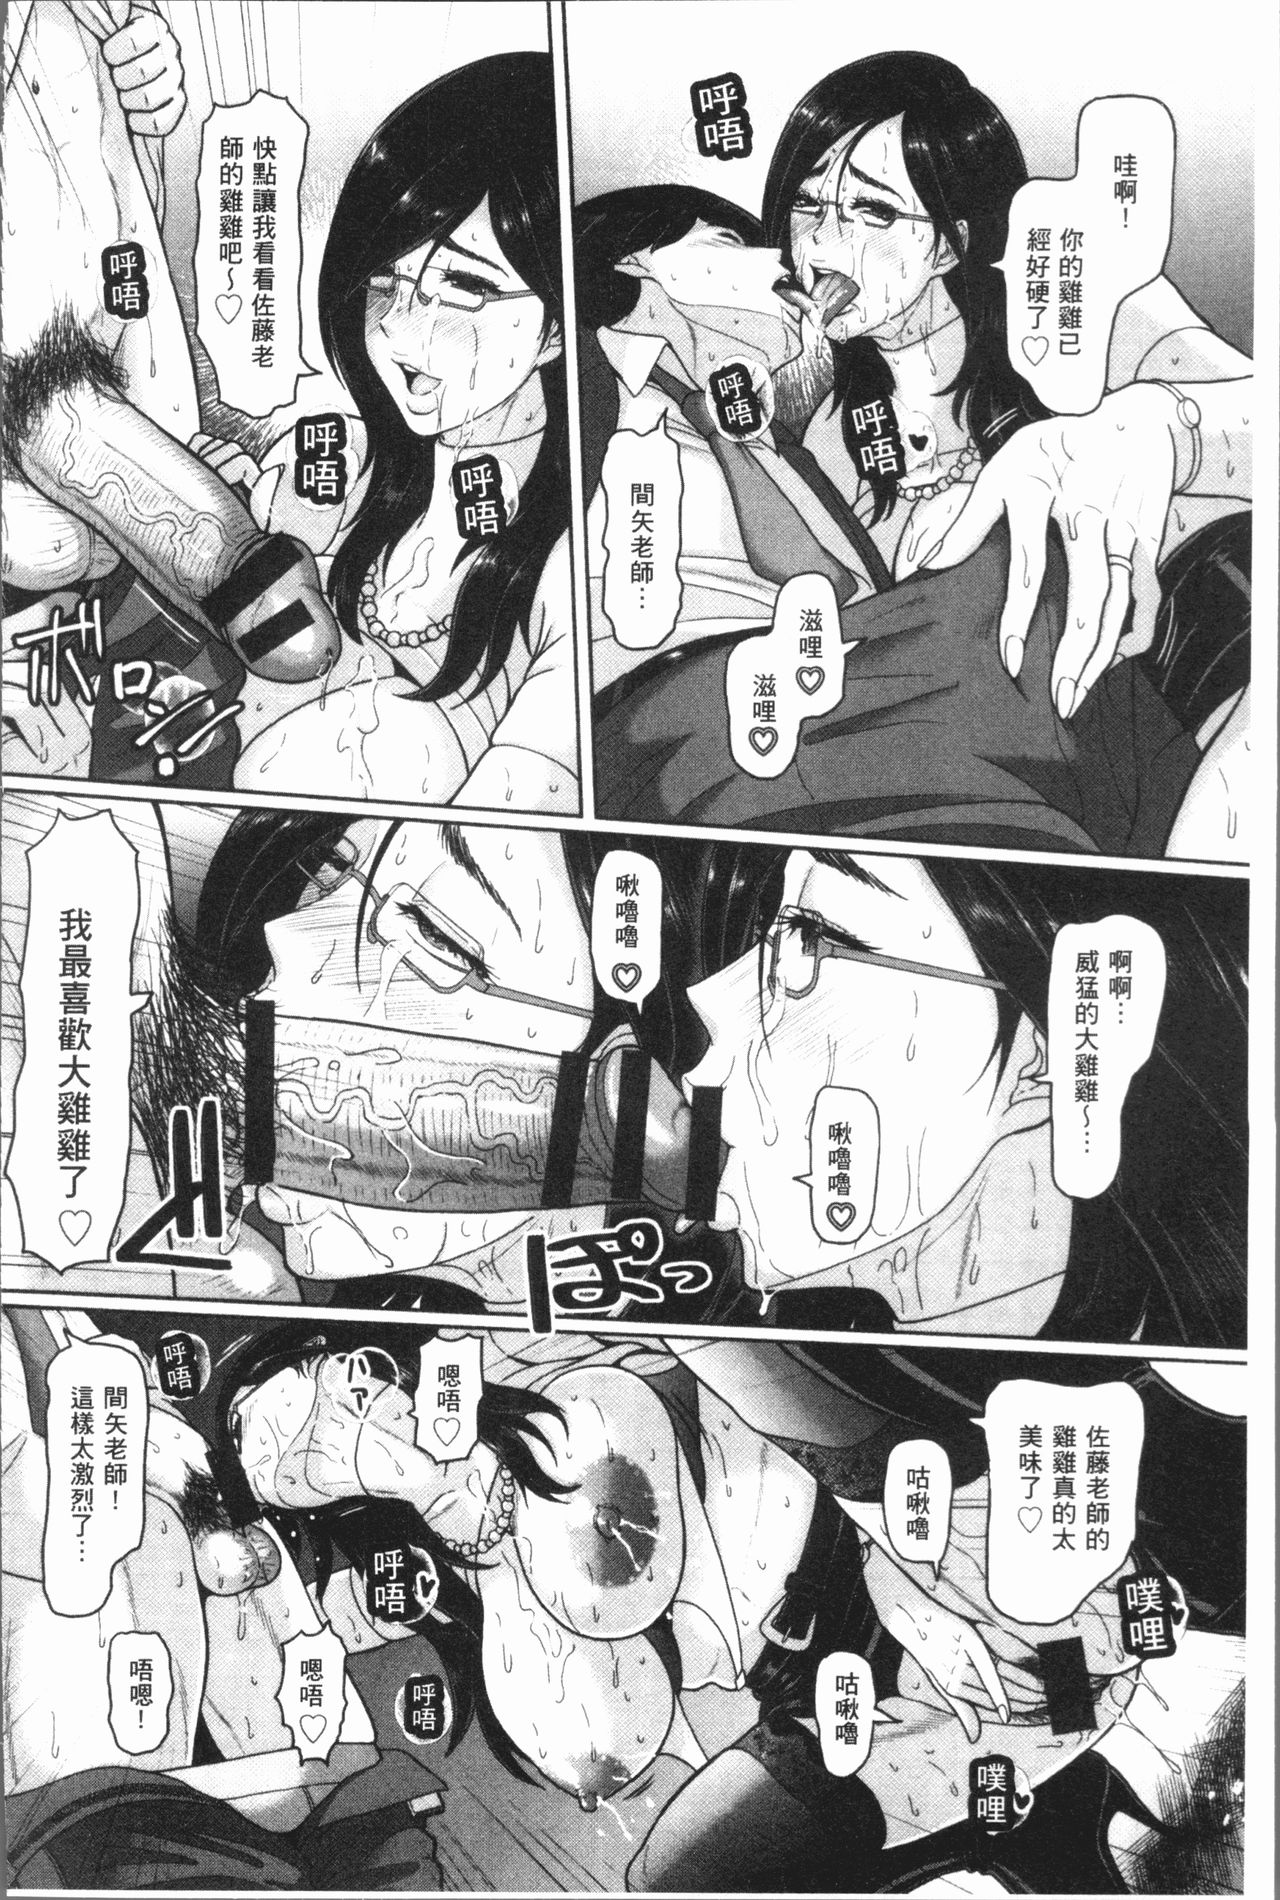 哇啊！
你的雞雞已
經好硬了♡
呼
唔
呼
唔
呼
唔
間矢老師…
滋哩♡
滋哩♡
快點讓我看看佐藤老
師的雞雞吧～♡
呼
唔
呼
唔
呼
唔
ボロン
啊啊…
威猛的大雞雞～…
啾嚕嚕♡
啾嚕嚕♡
我最喜歡大雞雞了♡
ぱっ
佐藤老師的
雞雞真的太
美味了♡
咕啾嚕
咕啾嚕
噗
哩
噗
哩
嗯唔♡
呼
唔
間矢老師！
這樣太激烈了…
呼
唔
呼
唔
嗯唔♡
唔嗯！